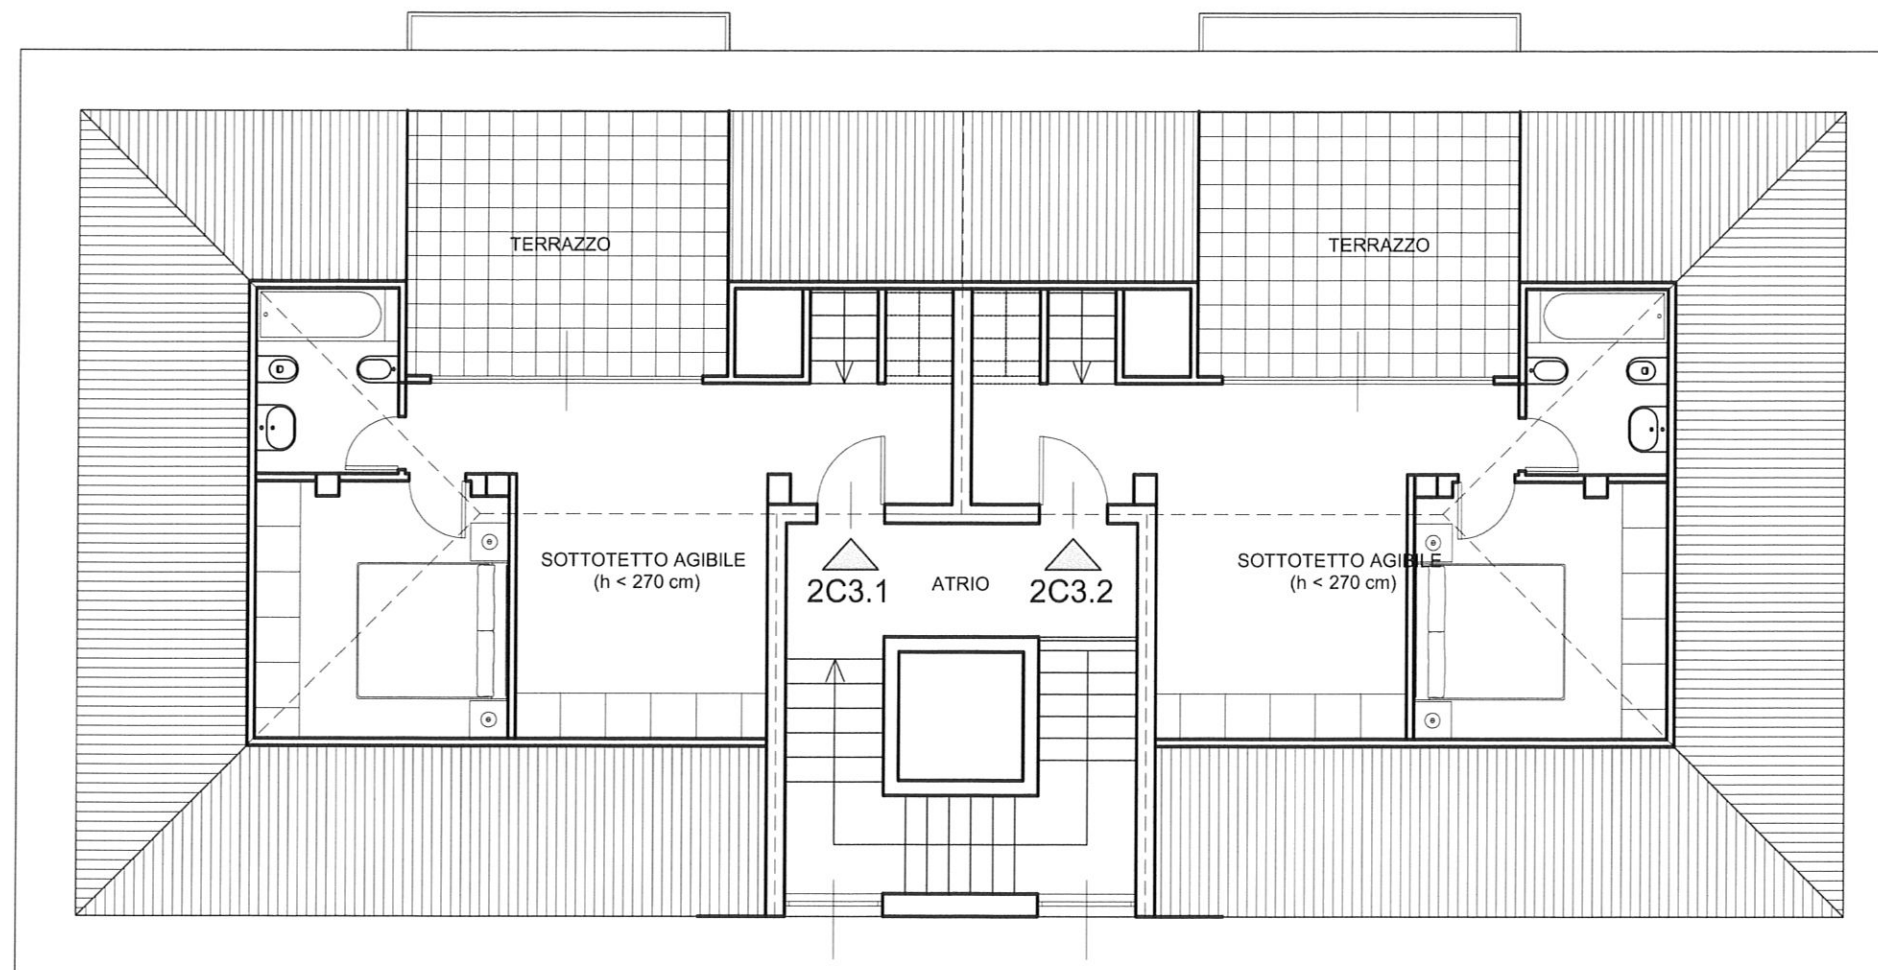 TERRAZZO
TERRAZZO
SOTTOTETTO AGIBILE
(h < 270 cm)
SOTTOTETTO AGIBILE
(h < 270 cm)
2C3.1
ATRIO
2C3.2